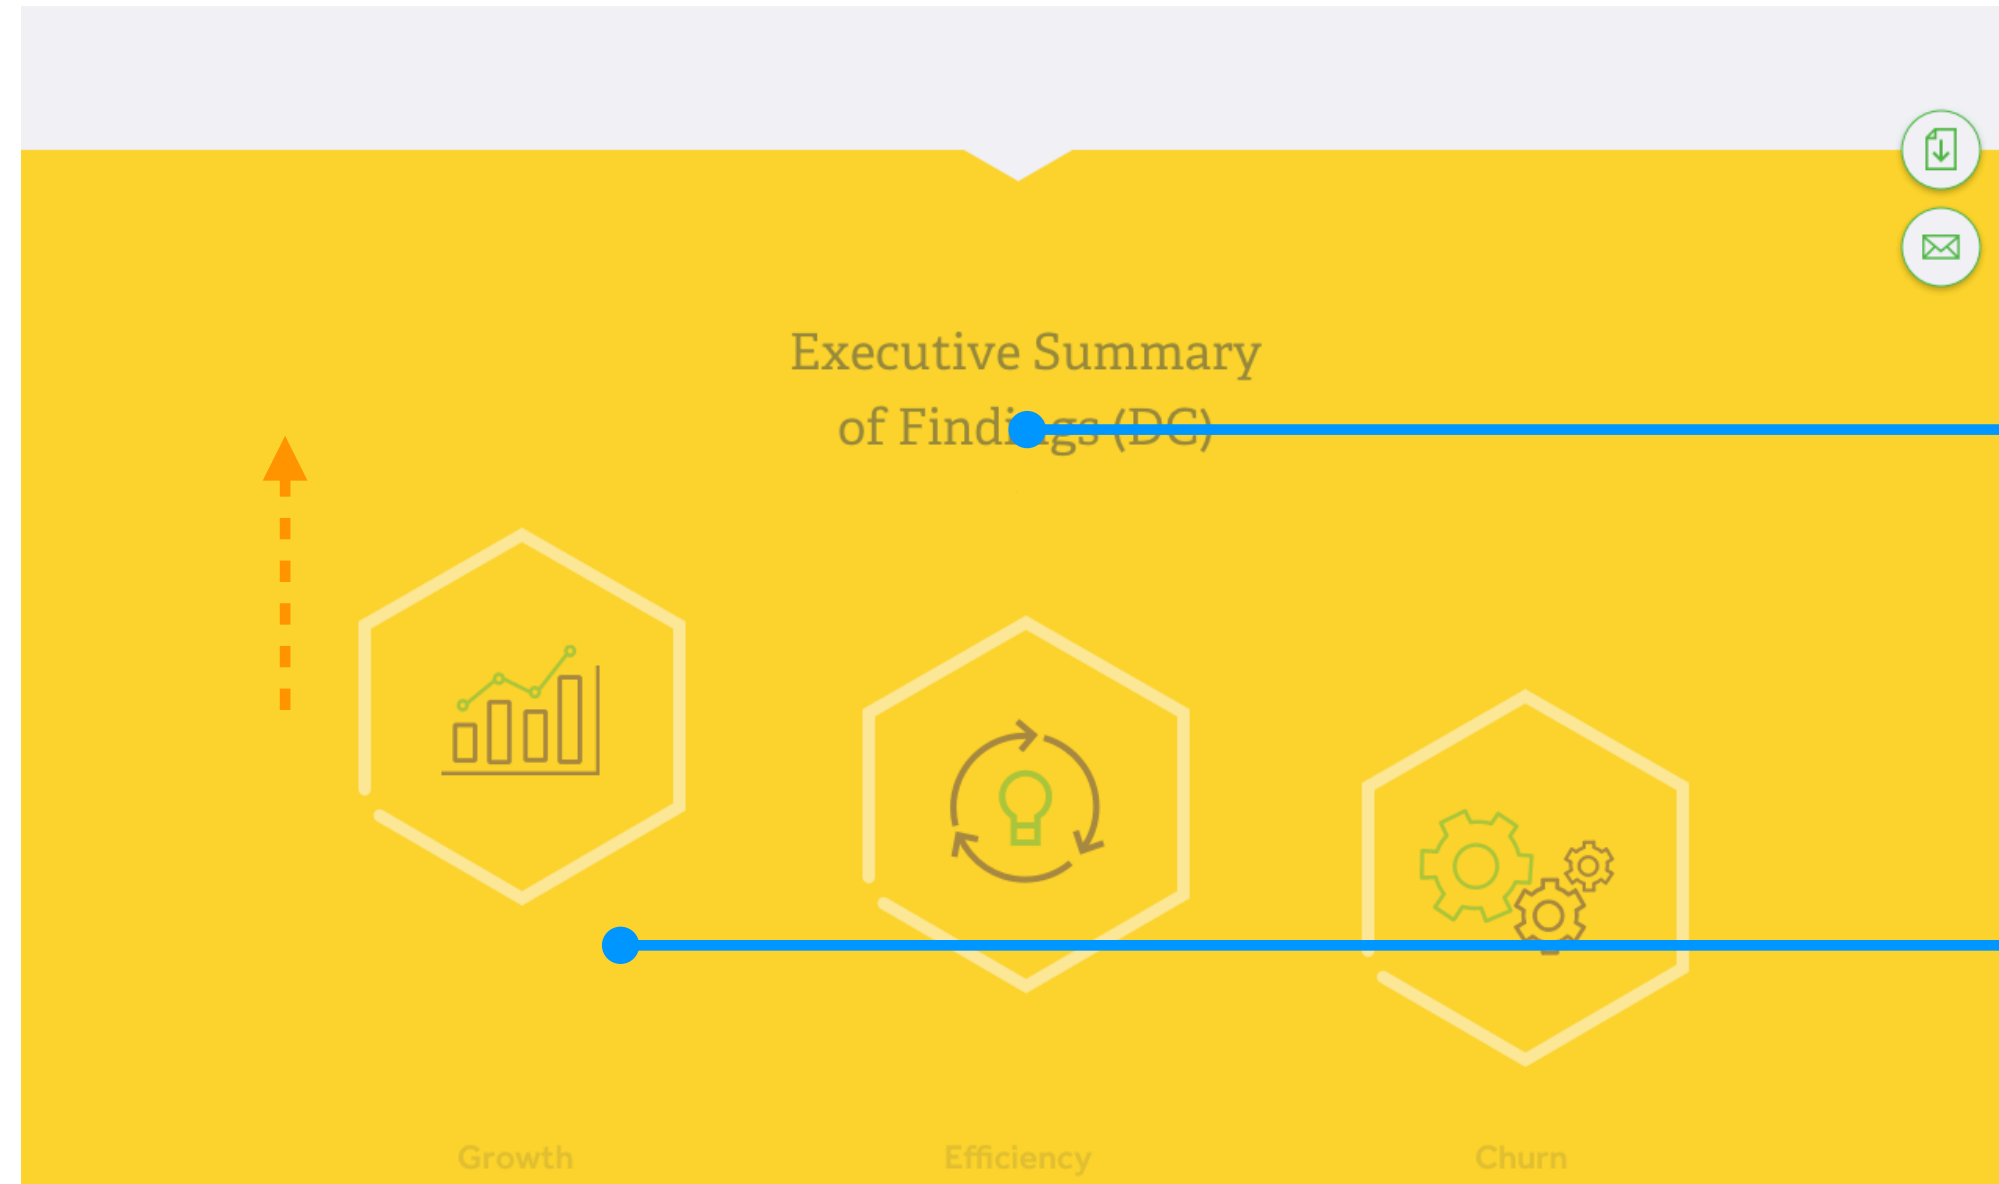 Executive Summary
of Findings (DC)
Growth
Efficiency
Churn